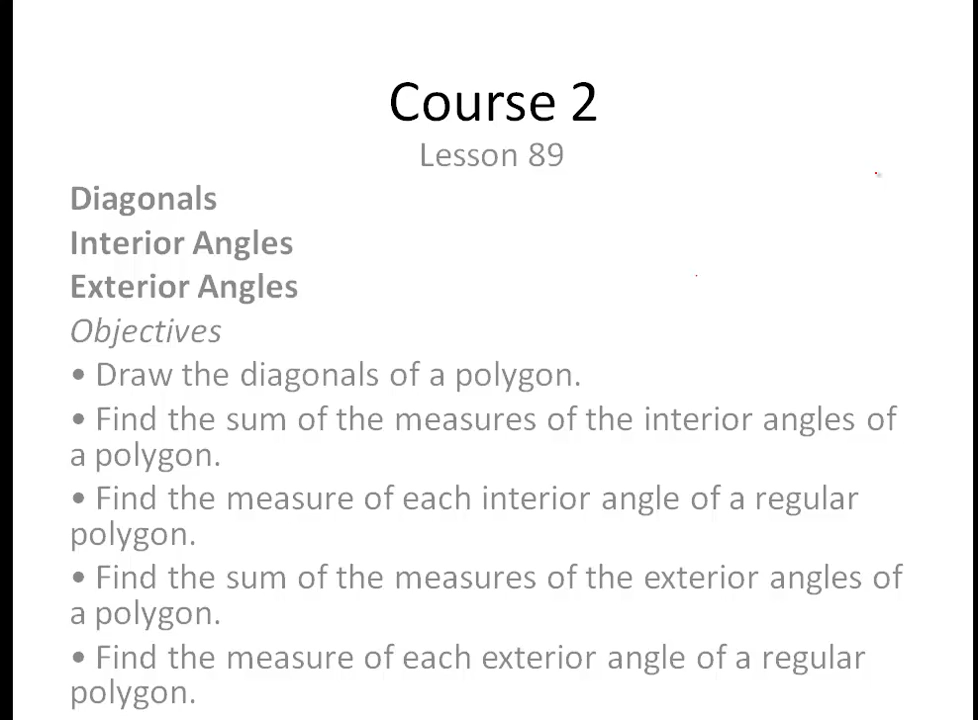 Course 2
Lesson 89
Diagonals
Interior Angles
Exterior Angles
Objectives
• Draw the diagonals of a polygon.
• Find the sum of the measures of the interior angles of
a polygon.
• Find the measure of each interior angle of a regular
polygon.
• Find the sum of the measures of the exterior angles of
a polygon.
• Find the measure of each exterior angle of a regular
polygon.